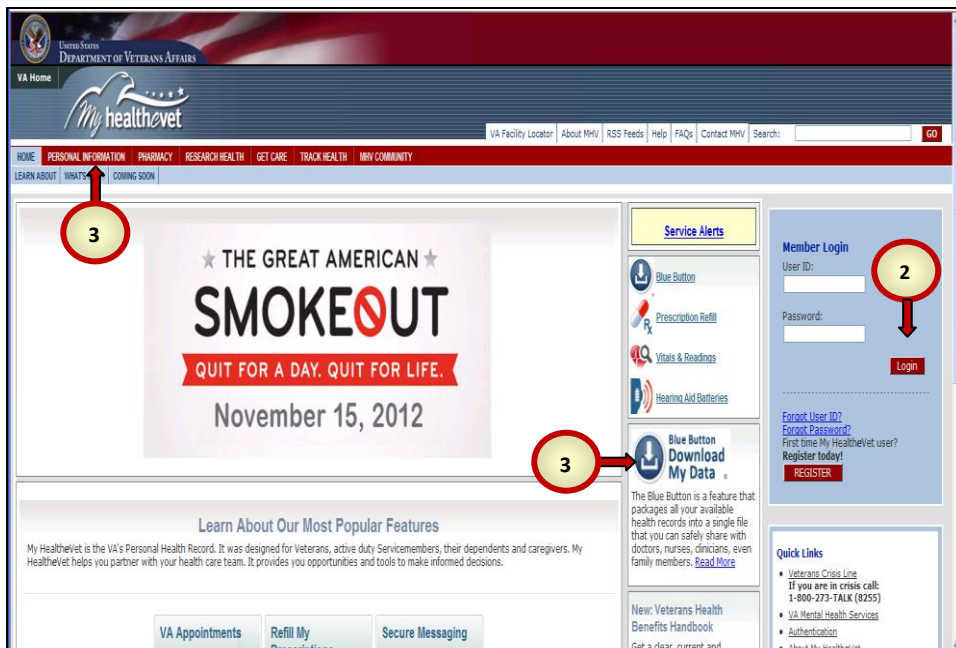 UNITED STATES
DEPARTMENT OF VETERANS AFFAIRS
VA Home
My healthevet
VA Facility Locator About MHV RSS Feeds Help FAQs Contact MHV Search: GO
HOME PERSONAL INFORMATION PHARMACY RESEARCH HEALTH GET CARE TRACK HEALTH MHV COMMUNITY
LEARN ABOUT WHAT'S COMING SOON
3
THE GREAT AMERICAN
SMOKEOUT
QUIT FOR A DAY. QUIT FOR LIFE.
November 15, 2012
Learn About Our Most Popular Features
My HealtheVet is the VA's Personal Health Record. It was designed for Veterans, active duty Servicemembers, their dependents and caregivers. My
HealtheVet helps you partner with your health care team. It provides you opportunities and tools to make informed decisions.
VA Appointments
Refill My
Secure Messaging
Service Alerts
Blue Button
Rx
Prescription Refill
Vitals & Readings
Hearing Aid Batteries
3
Blue Button
Download
My Data
The Blue Button is a feature that
packages all your available
health records into a single file
that you can safely share with
doctors, nurses, clinicians, even
family members. Read More
New: Veterans Health
Benefits Handbook
Get a clear, current and
Member Login
User ID:
2
Password:
Login
Forgot User ID?
Forgot Password?
First time My HealtheVet user?
Register today!
REGISTER
Quick Links
Veterans Crisis Line
If you are in crisis call:
1-800-273-TALK (8255)
VA Mental Health Services
Authentication
About My HealtheVet